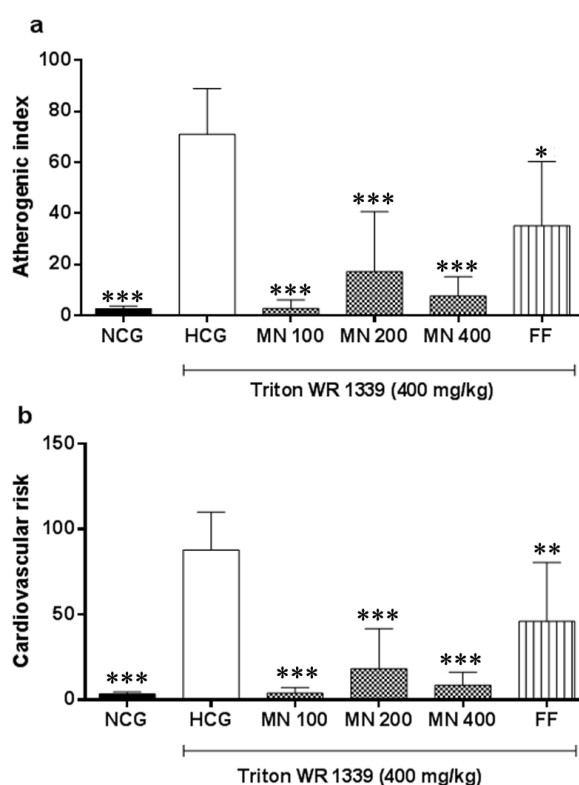 a
Atherogenic index
100
80
60
40
20
0
***
***
***
***
*
NCG HCG MN 100 MN 200 MN 400 FF
Triton WR 1339 (400 mg/kg)
b
Cardiovascular risk
150
100
50
0
***
***
***
***
**
NCG HCG MN 100 MN 200 MN 400 FF
Triton WR 1339 (400 mg/kg)